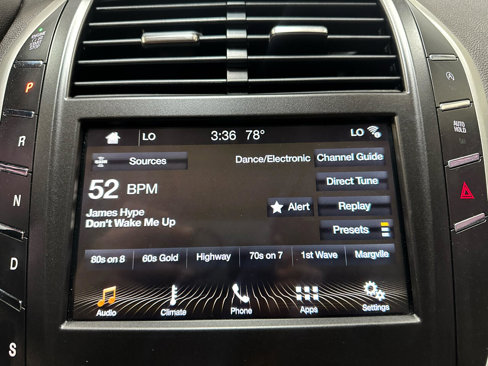 P
R
N
D
S
LO
3:36 78°
LO
Sources
Dance/Electronic
Channel Guide
52 BPM
Direct Tune
James Hype
Don't Wake Me Up
Alert
Replay
Presets
80s on 8
60s Gold
Highway
70s on 7
1st Wave
Margvlle
Audio
Climate
Phone
Apps
Settings
AUTO
HOLD